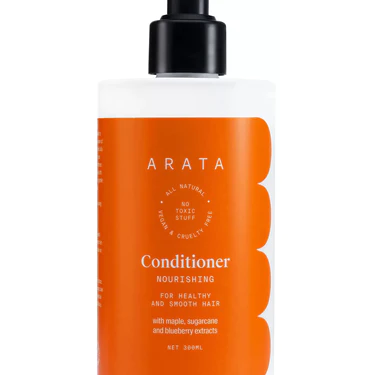 ARATA
ALL NATURAL
NO
TOXIC
STUFF
VEGAN & CRUELTY FREE
Conditioner
NOURISHING
FOR HEALTHY
AND SMOOTH HAIR
with maple, sugarcane
and blueberry extracts
NET 300ML